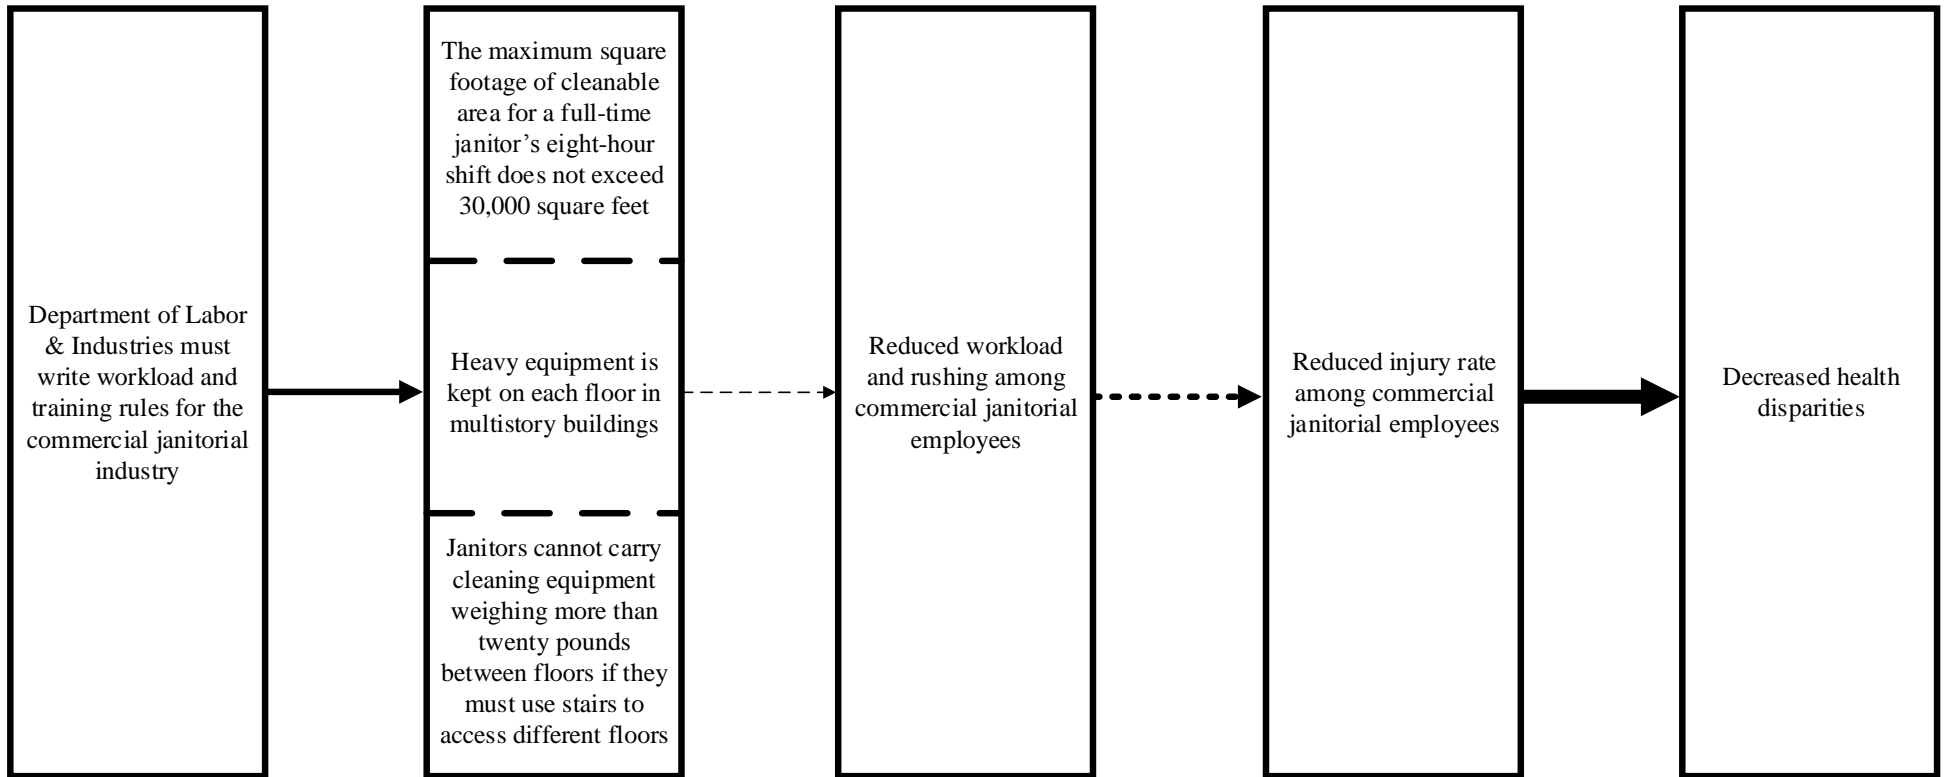 Department of Labor
& Industries must
write workload and
training rules for the
commercial janitorial
industry
The maximum square
footage of cleanable
area for a full-time
janitor’s eight-hour
shift does not exceed
30,000 square feet
Heavy equipment is
kept on each floor in
multistory buildings
Janitors cannot carry
cleaning equipment
weighing more than
twenty pounds
between floors if they
must use stairs to
access different floors
Reduced workload
and rushing among
commercial janitorial
employees
Reduced injury rate
among commercial
janitorial employees
Decreased health
disparities